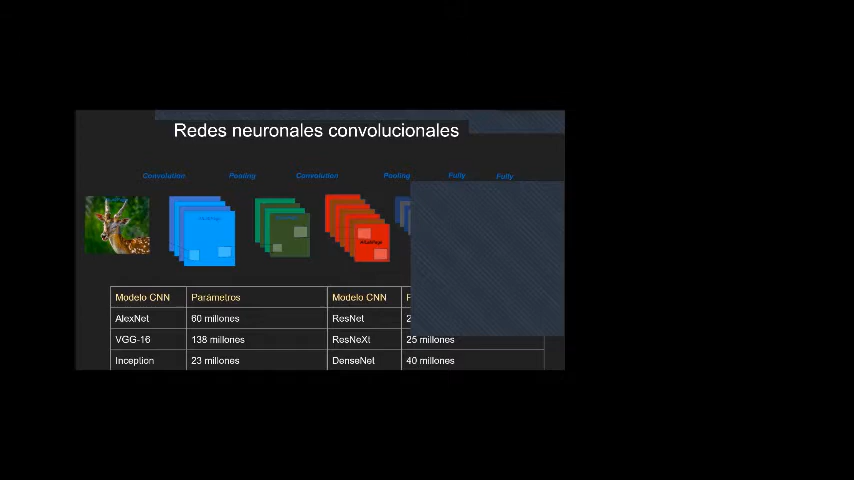 Redes neuronales convolucionales
Convolution Pooling Convolution Pooling Fully Fully
Modelo CNN Parámetros Modelo CNN
AlexNet 60 millones ResNet
VGG-16 138 millones ResNeXt 25 millones
Inception 23 millones DenseNet 40 millones